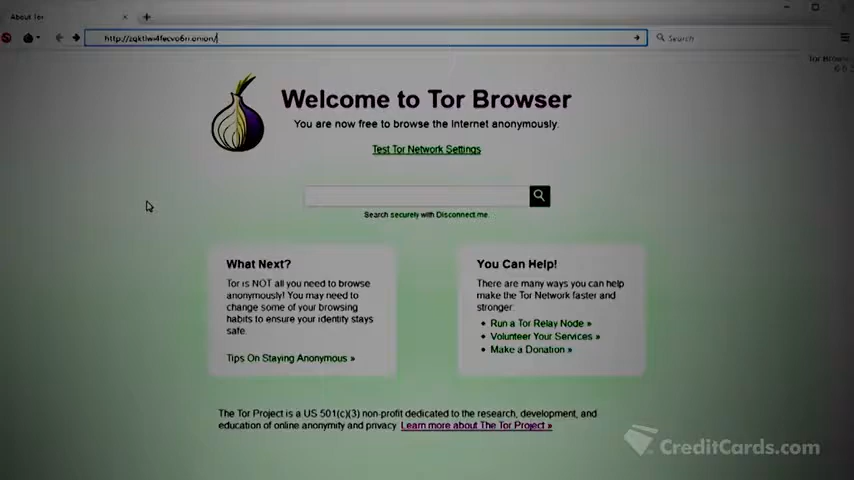 About Tor
Search
Tor Brow
Welcome to Tor Browser
You are now free to browse the Internet anonymously.
Test Tor Network Settings
Search securely with Disconnect.me.
What Next?
Tor is NOT all you need to browse
anonymously! You may need to
change some of your browsing
habits to ensure your identity stays
safe.
Tips On Staying Anonymous »
You Can Help!
There are many ways you can help
make the Tor Network faster and
stronger:
Run a Tor Relay Node »
Volunteer Your Services »
Make a Donation »
The Tor Project is a US 501(c)(3) non-profit dedicated to the research, development, and
education of online anonymity and privacy. Learn more about The Tor Project »
CreditCards.com